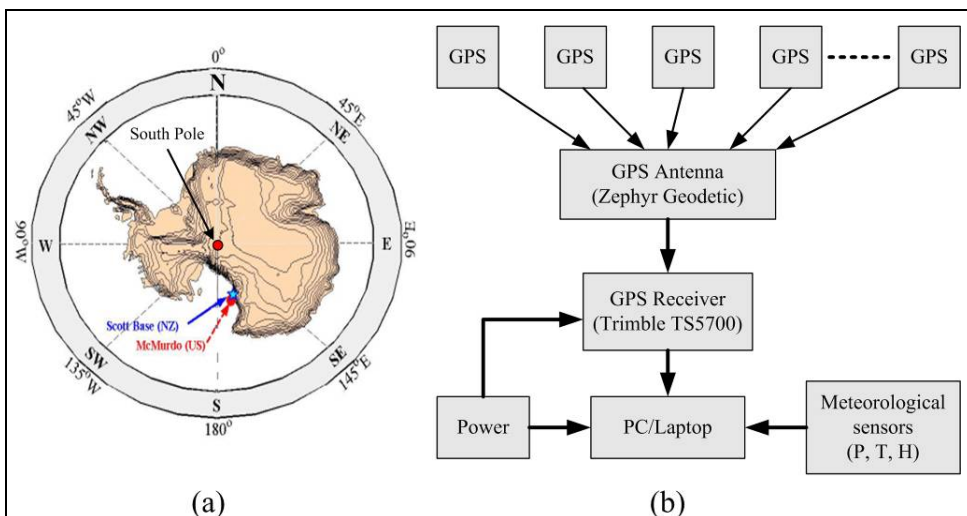 0°
N
45°W
NW
45°E
NE
South Pole
90°W
W
E
90°E
Scott Base (NZ)
McMurdo (US)
SW
135°W
SE
145°E
S
180°
(a)
GPS
GPS
GPS
GPS
GPS
GPS Antenna
(Zephyr Geodetic)
GPS Receiver
(Trimble TS5700)
Power
PC/Laptop
Meteorological
sensors
(P, T, H)
(b)